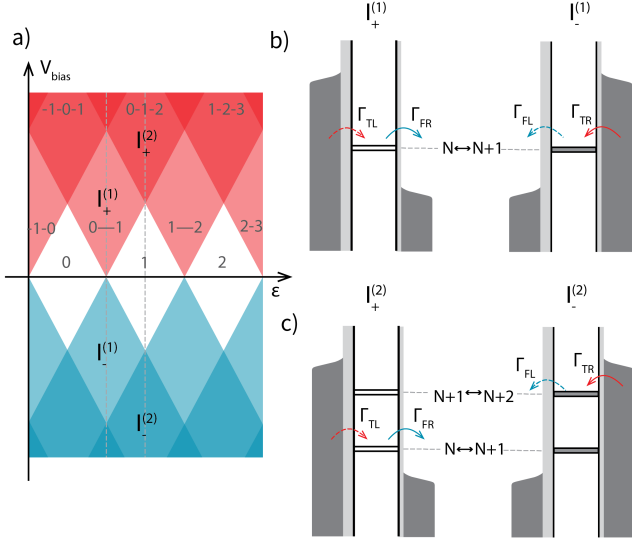 a)
V_bias
-1-0-1
0-1-2
1-2-3
I_+^(2)
I_+^(1)
-1-0
0—1
1—2
2-3
0
1
2
ε
I_-^(1)
I_-^(2)
b)
I_+^(1)
I_-^(1)
Γ_TL
Γ_FR
Γ_FL
Γ_TR
N↔N+1
c)
I_+^(2)
I_-^(2)
Γ_FL
Γ_TR
N+1↔N+2
Γ_TL
Γ_FR
N↔N+1